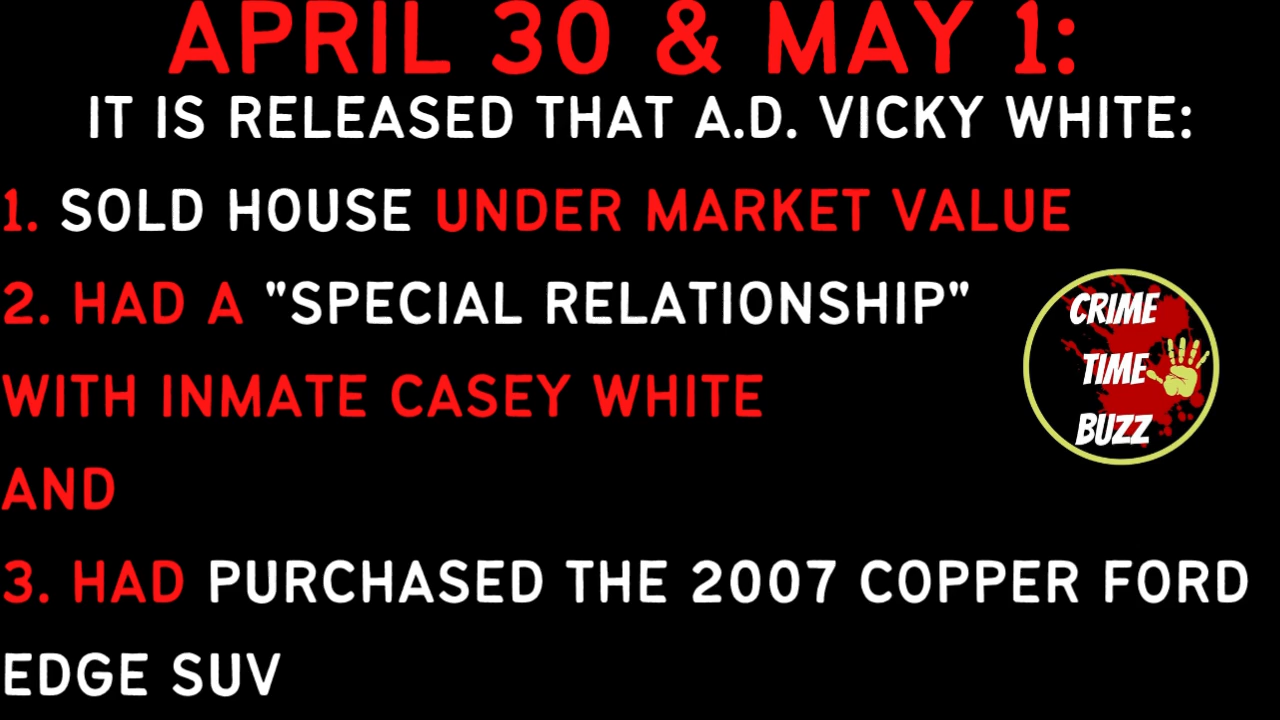 APRIL 30 & MAY 1:
IT IS RELEASED THAT A.D. VICKY WHITE:
1. SOLD HOUSE UNDER MARKET VALUE
2. HAD A "SPECIAL RELATIONSHIP"
WITH INMATE CASEY WHITE
AND
3. HAD PURCHASED THE 2007 COPPER FORD
EDGE SUV
CRIME
TIME
BUZZ